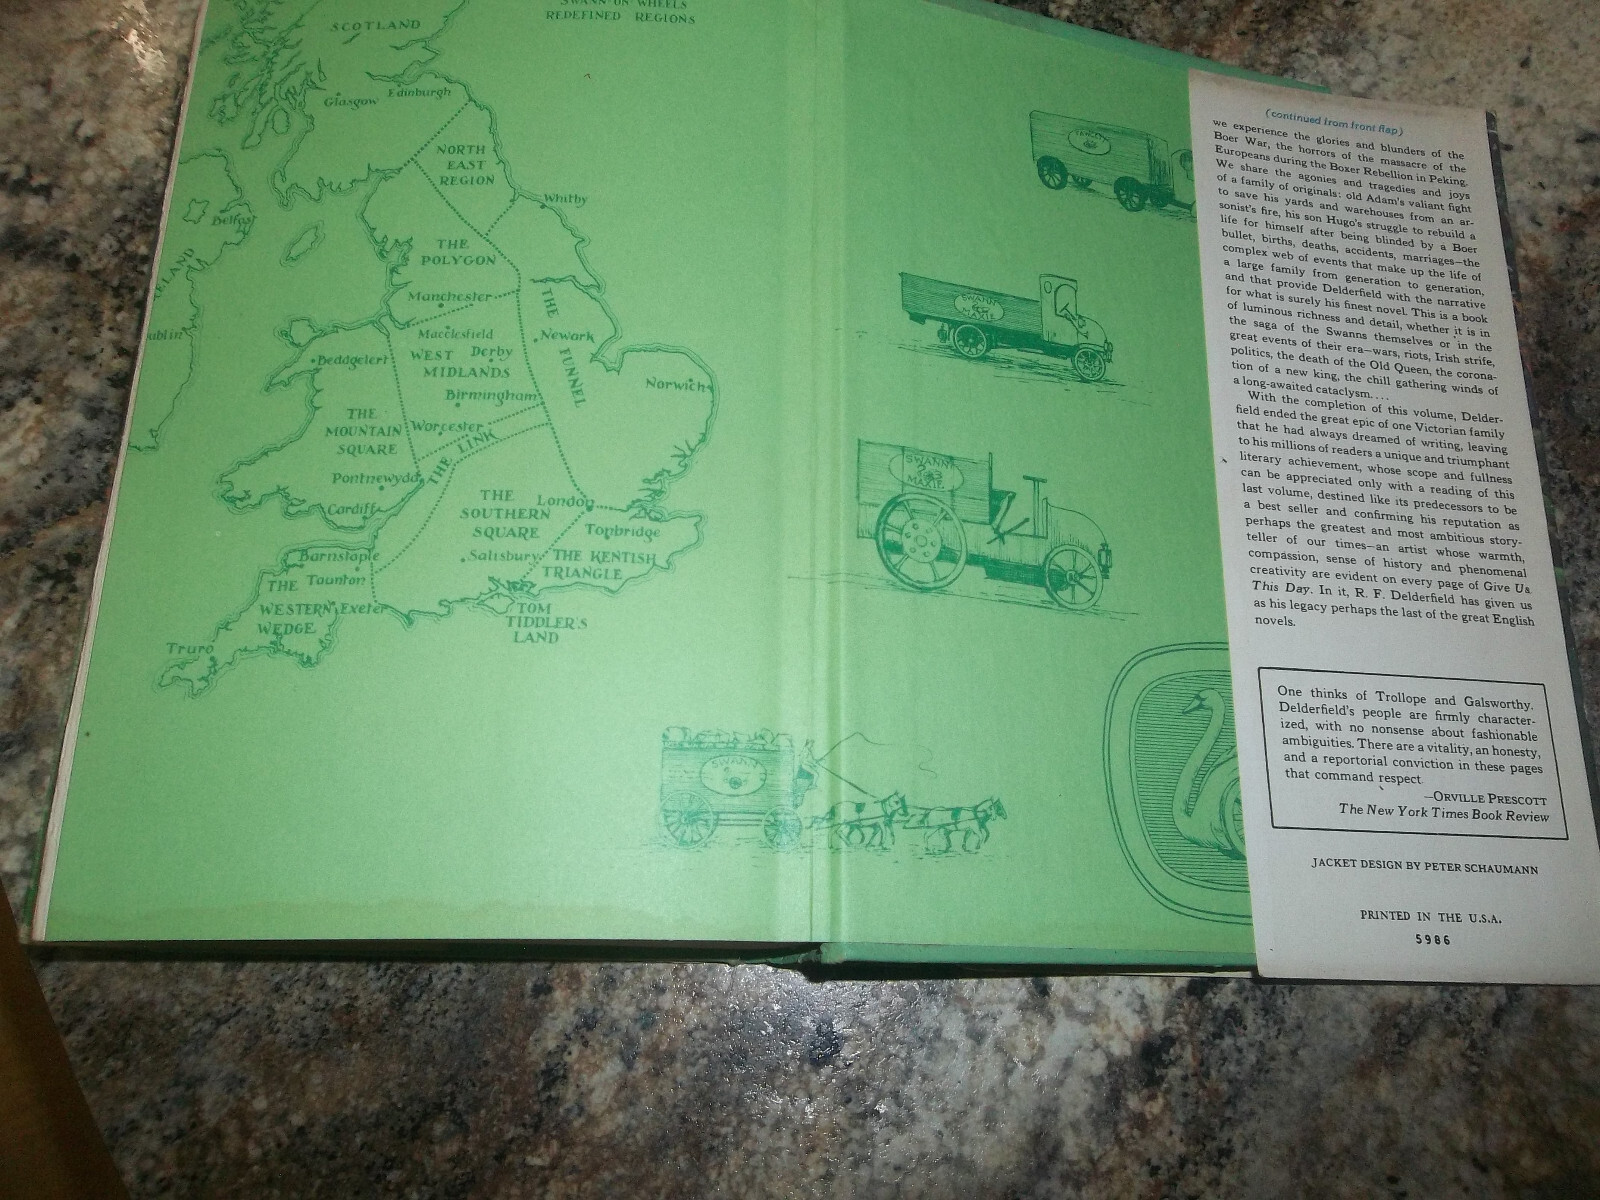 SWANN-ON-WHEELS
REDEFINED REGIONS
SCOTLAND
Glasgow
Edinburgh
NORTH
EAST
REGION
Whitby
Belfast
THE
POLYGON
Manchester
THE FUNNEL
Macclesfield
Newark
Beddgelert
WEST
MIDLANDS
Derby
Birmingham
Norwich
THE
MOUNTAIN
SQUARE
Worcester
THE LINK
Pontnewydd
Cardiff
THE
SOUTHERN
SQUARE
London
Tonbridge
Barnstaple
Salisbury
THE KENTISH
TRIANGLE
THE
WESTERN
WEDGE
Taunton
Exeter
TOM
TIDDLER'S
LAND
Truro
SWANN
MAXIE
SWANN
MAXIE
SWANN
(continued from front flap)
we experience the glories and blunders of the
Boer War, the horrors of the massacre of the
Europeans during the Boxer Rebellion in Peking.
We share the agonies and tragedies and joys
of a family of originals: old Adam's valiant fight
to save his yards and warehouses from an ar-
sonist's fire, his son Hugo's struggle to rebuild a
life for himself after being blinded by a Boer
bullet, births, deaths, accidents, marriages—the
complex web of events that make up the life of
a large family from generation to generation,
and that provide Delderfield with the narrative
for what is surely his finest novel. This is a book
of luminous richness and detail, whether it is in
the saga of the Swanns themselves or in the
great events of their era—wars, riots, Irish strife,
politics, the death of the Old Queen, the corona-
tion of a new king, the chill gathering winds of
a long-awaited cataclysm....
With the completion of this volume, Delder-
field ended the great epic of one Victorian family
that he had always dreamed of writing, leaving
to his millions of readers a unique and triumphant
literary achievement, whose scope and fullness
can be appreciated only with a reading of this
last volume, destined like its predecessors to be
a best seller and confirming his reputation as
perhaps the greatest and most ambitious story-
teller of our times—an artist whose warmth,
compassion, sense of history and phenomenal
creativity are evident on every page of Give Us
This Day. In it, R. F. Delderfield has given us
as his legacy perhaps the last of the great English
novels.
One thinks of Trollope and Galsworthy.
Delderfield's people are firmly character-
ized, with no nonsense about fashionable
ambiguities. There are a vitality, an honesty,
and a reportorial conviction in these pages
that command respect.
—ORVILLE PRESCOTT
The New York Times Book Review
JACKET DESIGN BY PETER SCHAUMANN
PRINTED IN THE U.S.A.
5986